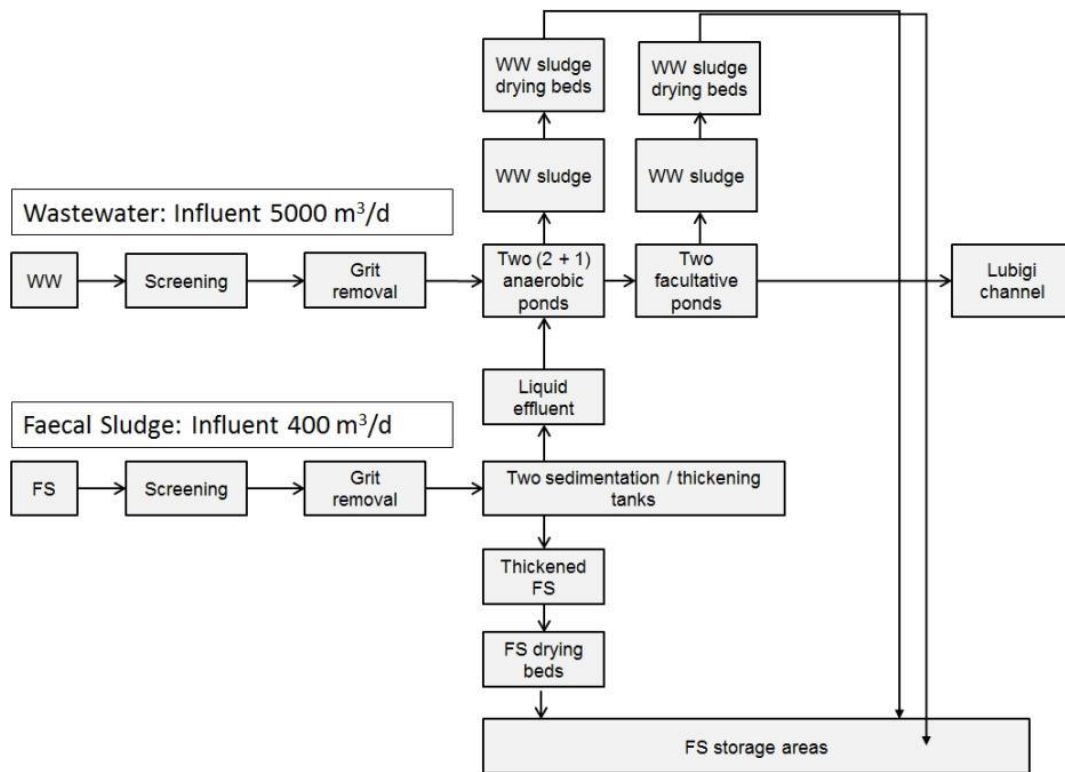 WW sludge
drying beds
WW sludge
drying beds
WW sludge
WW sludge
Wastewater: Influent 5000 m³/d
WW
Screening
Grit
removal
Two (2 + 1)
anaerobic
ponds
Two
facultative
ponds
Lubigi
channel
Liquid
effluent
Faecal Sludge: Influent 400 m³/d
FS
Screening
Grit
removal
Two sedimentation / thickening
tanks
Thickened
FS
FS drying
beds
FS storage areas